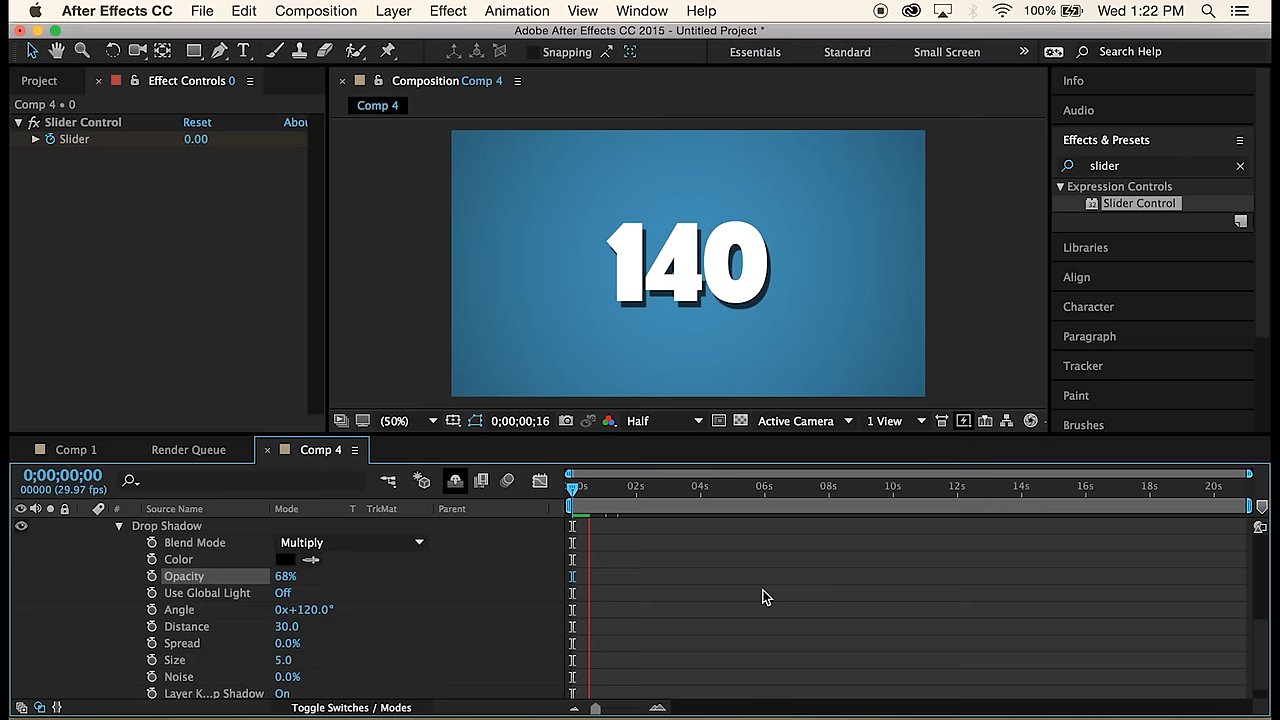 After Effects CC File Edit Composition Layer Effect Animation View Window Help 100% Wed 1:22 PM
Adobe After Effects CC 2015 - Untitled Project *
Snapping Essentials Standard Small Screen Search Help
Project Effect Controls 0 Composition Comp 4 Info
Comp 4 • 0 Comp 4 Audio
fx Slider Control Reset Abou
Slider 0.00
Effects & Presets
slider
Expression Controls
Slider Control
140
Libraries
Align
Character
Paragraph
Tracker
Paint
Brushes
(50%) 0;00;00;16 Half Active Camera 1 View
Comp 1 Render Queue Comp 4
0;00;00;00
00000 (29.97 fps)
0s 02s 04s 06s 08s 10s 12s 14s 16s 18s 20s
# Source Name Mode T TrkMat Parent
Drop Shadow
Blend Mode Multiply
Color
Opacity 68%
Use Global Light Off
Angle 0x+120.0°
Distance 30.0
Spread 0.0%
Size 5.0
Noise 0.0%
Layer K...p Shadow On
Toggle Switches / Modes